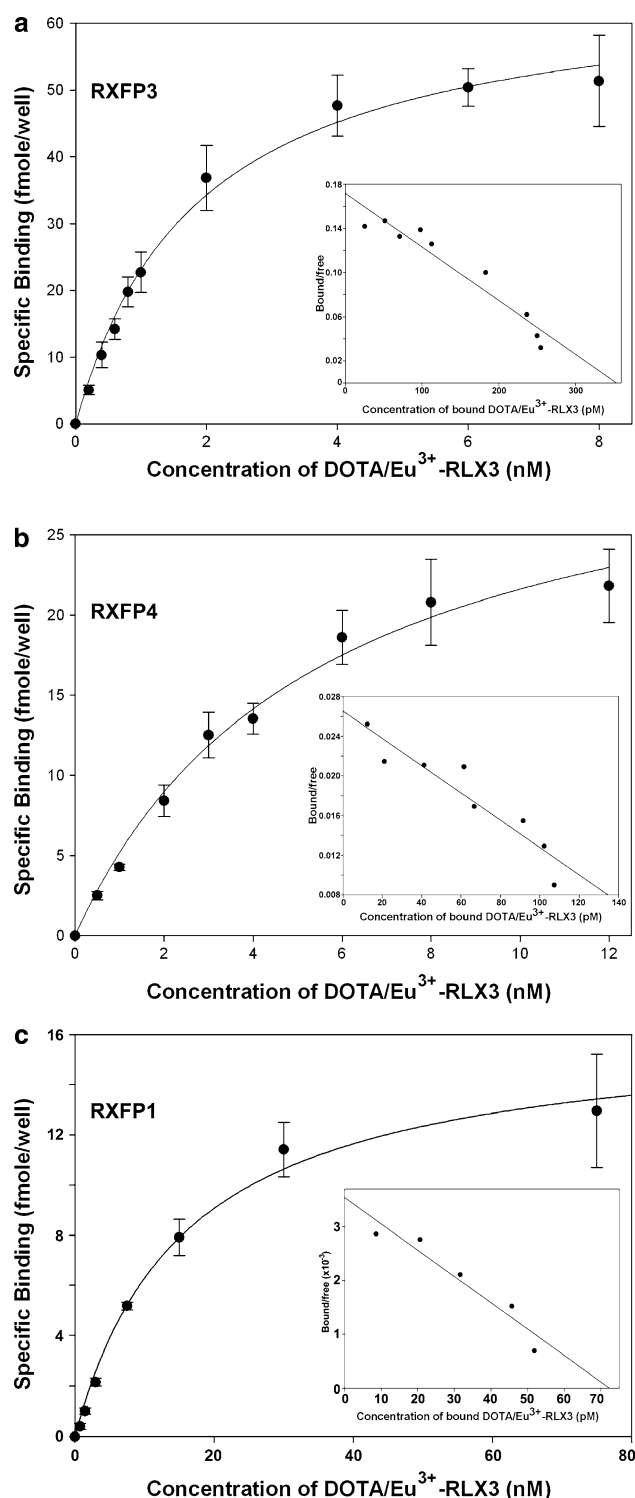 a
60
50
40
30
20
10
0
Specific Binding (fmole/well)
RXFP3
0.18
0.14
0.10
0.06
0.02
0
Bound/free
100 200 300
Concentration of bound DOTA/Eu³⁺-RLX3 (pM)
0 2 4 6 8
Concentration of DOTA/Eu³⁺-RLX3 (nM)
b
25
20
15
10
5
0
Specific Binding (fmole/well)
RXFP4
0.028
0.024
0.020
0.016
0.012
0.008
Bound/free
0 20 40 60 80 100 120 140
Concentration of bound DOTA/Eu³⁺-RLX3 (pM)
0 2 4 6 8 10 12
Concentration of DOTA/Eu³⁺-RLX3 (nM)
c
16
12
8
4
0
Specific Binding (fmole/well)
RXFP1
3
2
1
0
Bound/free (x10⁻³)
0 10 20 30 40 50 60 70
Concentration of bound DOTA/Eu³⁺-RLX3 (pM)
0 20 40 60 80
Concentration of DOTA/Eu³⁺-RLX3 (nM)